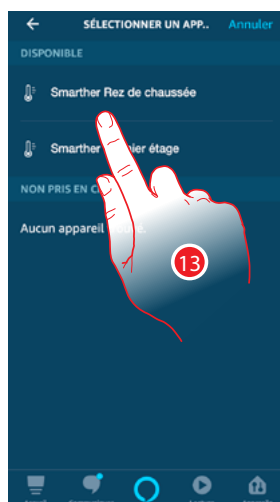 SÉLECTIONNER UN APP.. Annuler
DISPONIBLE
Smarther Rez de chaussée
Smarther étage
NON PRIS EN
Aucun appareil
13